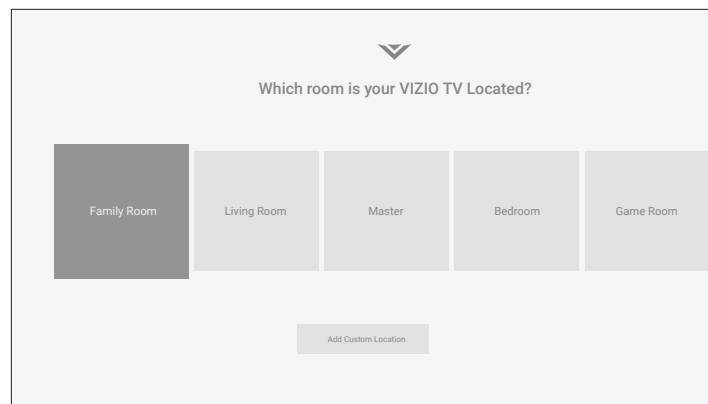 Which room is your VIZIO TV Located?
Family Room
Living Room
Master
Bedroom
Game Room
Add Custom Location